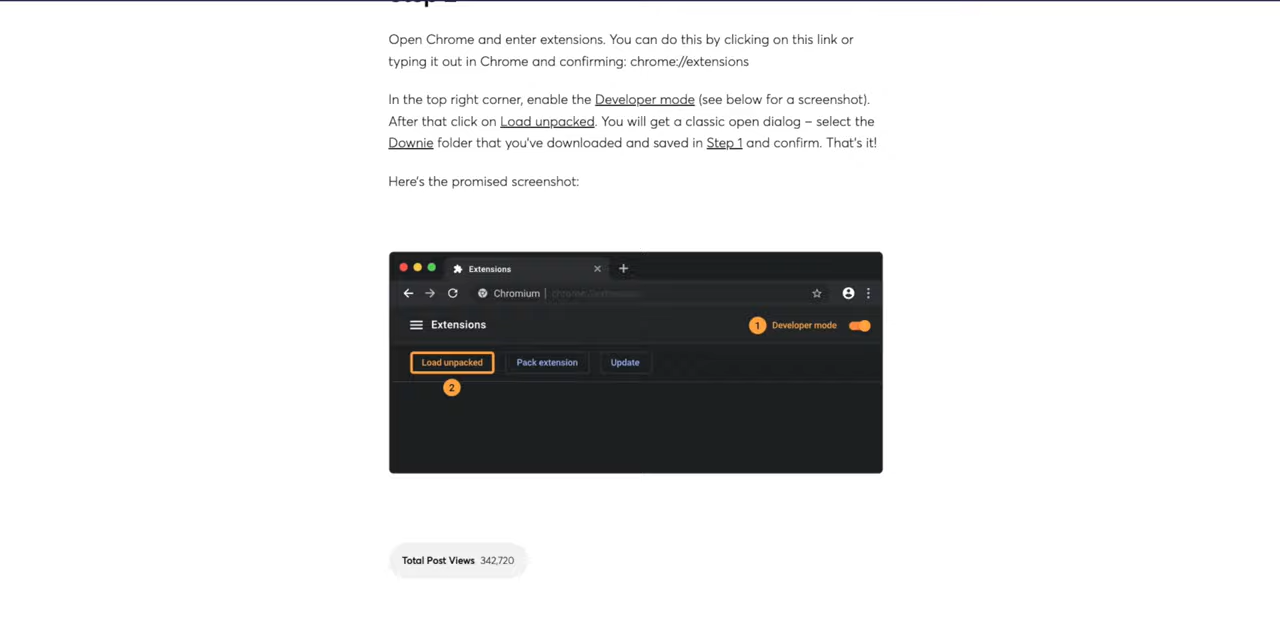 Open Chrome and enter extensions. You can do this by clicking on this link or
typing it out in Chrome and confirming: chrome://extensions
In the top right corner, enable the Developer mode (see below for a screenshot).
After that click on Load unpacked. You will get a classic open dialog – select the
Downie folder that you've downloaded and saved in Step 1 and confirm. That's it!
Here's the promised screenshot:
Extensions
Chromium
Extensions
1 Developer mode
Load unpacked Pack extension Update
2
Total Post Views 342,720